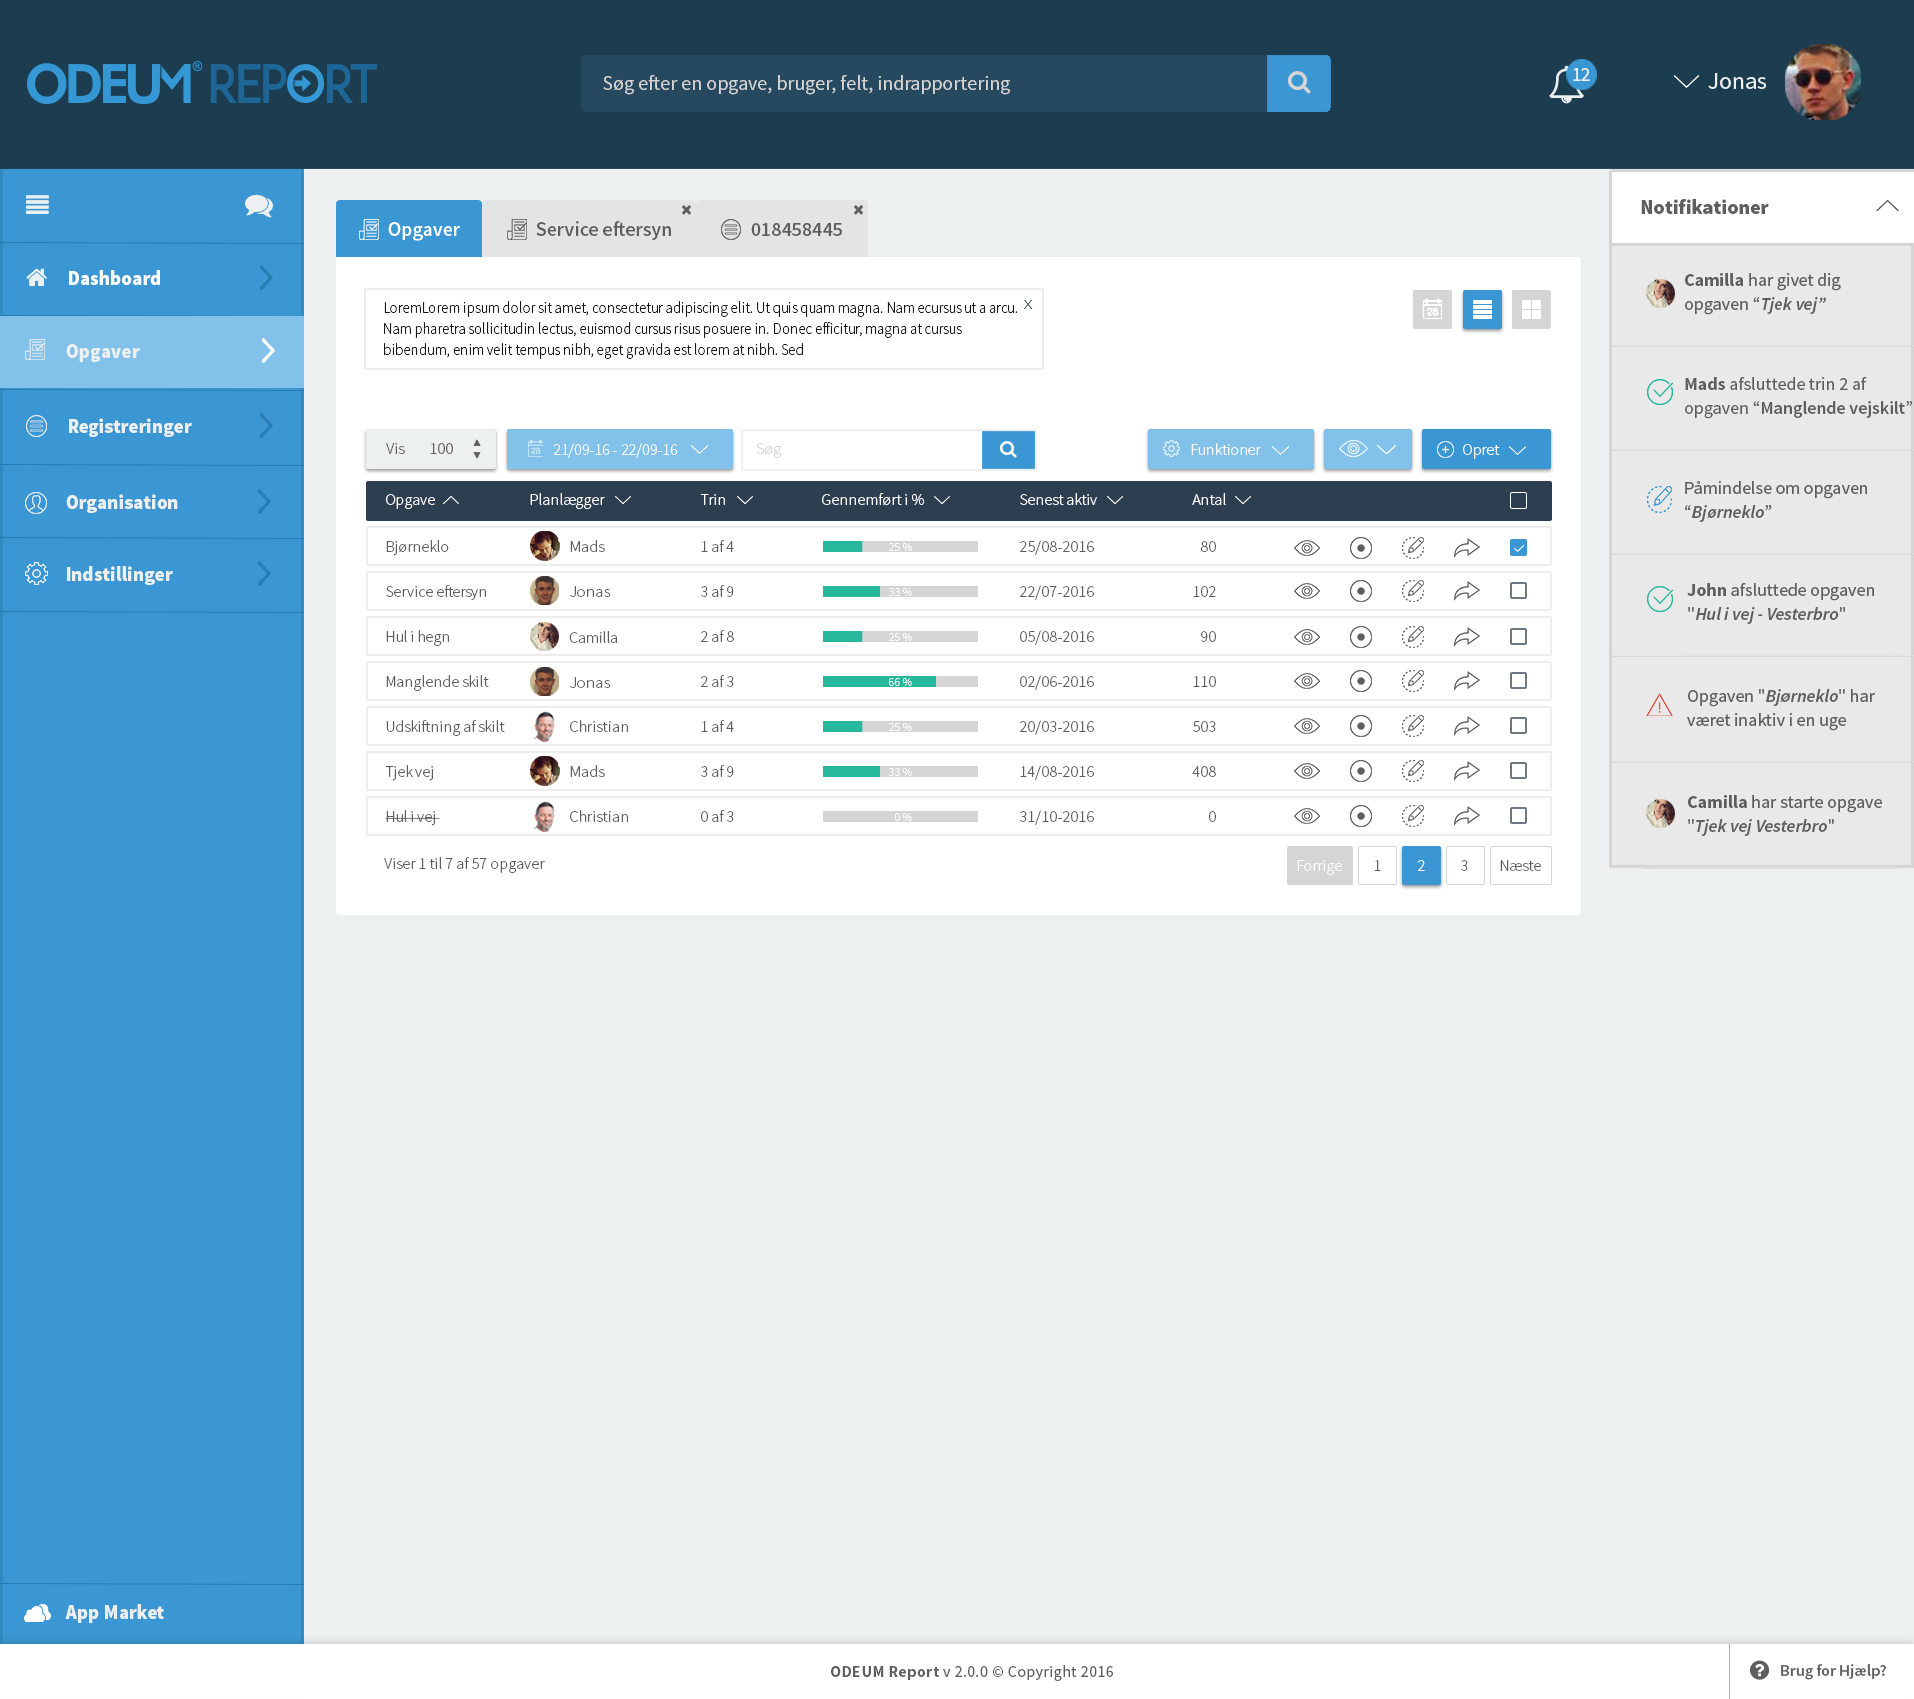 ODEUM® REPORT
Søg efter en opgave, bruger, felt, indrapportering
12
Jonas
Dashboard
Opgaver
Registreringer
Organisation
Indstillinger
App Market
Opgaver
Service eftersyn
018458445
LoremLorem ipsum dolor sit amet, consectetur adipiscing elit. Ut quis quam magna. Nam ecursus ut a arcu. X
Nam pharetra sollicitudin lectus, euismod cursus risus posuere in. Donec efficitur, magna at cursus
bibendum, enim velit tempus nibh, eget gravida est lorem at nibh. Sed
28
Vis 100
28 21/09-16 - 22/09-16
Søg
Funktioner
Opret
Opgave Planlægger Trin Gennemført i % Senest aktiv Antal
Bjørneklo Mads 1 af 4 25 % 25/08-2016 80
Service eftersyn Jonas 3 af 9 33 % 22/07-2016 102
Hul i hegn Camilla 2 af 8 25 % 05/08-2016 90
Manglende skilt Jonas 2 af 3 66 % 02/06-2016 110
Udskiftning af skilt Christian 1 af 4 25 % 20/03-2016 503
Tjek vej Mads 3 af 9 33 % 14/08-2016 408
Hul i vej Christian 0 af 3 0 % 31/10-2016 0
Viser 1 til 7 af 57 opgaver
Forrige 1 2 3 Næste
Notifikationer
Camilla har givet dig
opgaven “Tjek vej”
Mads afsluttede trin 2 af
opgaven “Manglende vejskilt”
Påmindelse om opgaven
“Bjørneklo”
John afsluttede opgaven
"Hul i vej - Vesterbro"
Opgaven "Bjørneklo" har
været inaktiv i en uge
Camilla har starte opgave
"Tjek vej Vesterbro"
ODEUM Report v 2.0.0 © Copyright 2016
Brug for Hjælp?